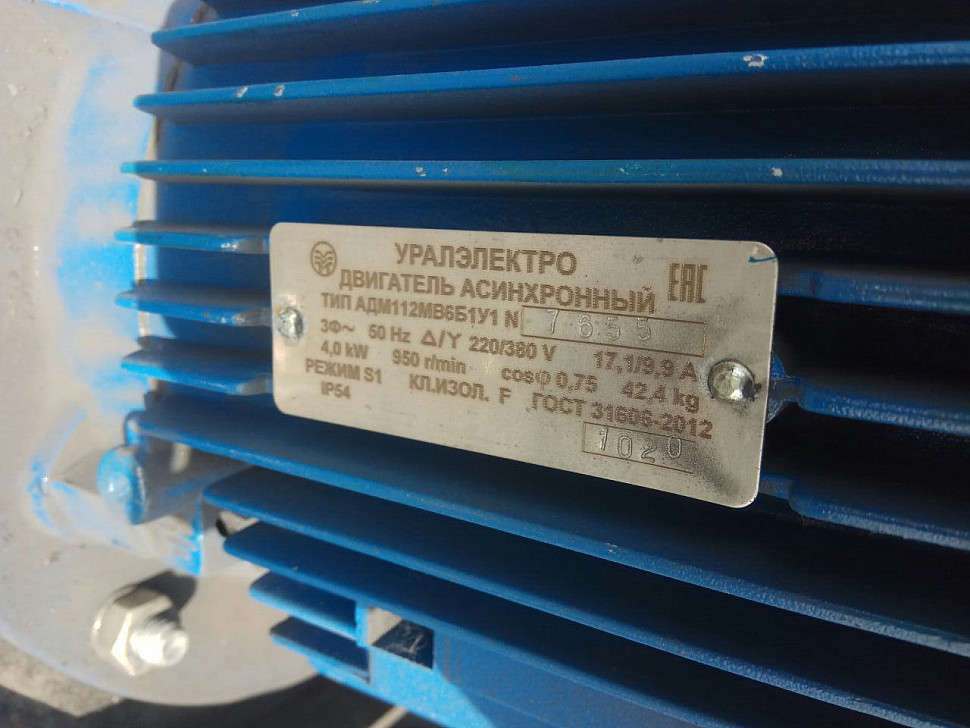 УРАЛЭЛЕКТРО
ДВИГАТЕЛЬ АСИНХРОННЫЙ
EAC
ТИП АДМ112МВ6Б1У1 N 7655
3Ф~ 50 Hz Δ/Y 220/380 V 17,1/9,9 A
4,0 kW 950 r/min cosφ 0,75 42,4 kg
РЕЖИМ S1 КЛ.ИЗОЛ. F ГОСТ 31606-2012
IP54 1020